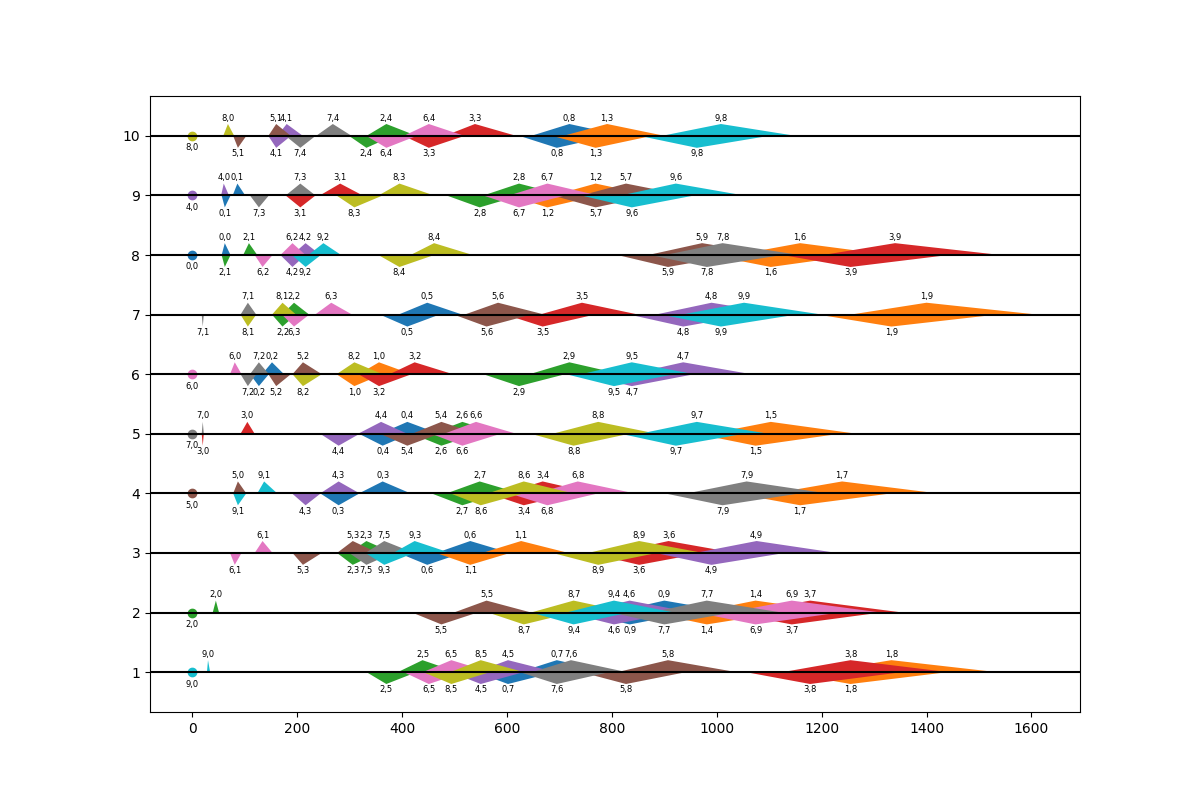 8,0 5,1 4,1 7,4 2,4 6,4 3,3 0,8 1,3 9,8
10
8,0 5,1 4,1 7,4 2,4 6,4 3,3 0,8 1,3 9,8
4,0 0,1 7,3 3,1 8,3 2,8 6,7 1,2 5,7 9,6
9
4,0 0,1 7,3 3,1 8,3 2,8 6,7 1,2 5,7 9,6
0,0 2,1 6,2 4,2 9,2 8,4 5,9 7,8 1,6 3,9
8
0,0 2,1 6,2 4,2 9,2 8,4 5,9 7,8 1,6 3,9
7,1 8,1 2,2 6,3 0,5 5,6 3,5 4,8 9,9 1,9
7
7,1 8,1 2,2 6,3 0,5 5,6 3,5 4,8 9,9 1,9
6,0 7,2 0,2 5,2 8,2 1,0 3,2 2,9 9,5 4,7
6
6,0 7,2 0,2 5,2 8,2 1,0 3,2 2,9 9,5 4,7
7,0 3,0 4,4 0,4 5,4 2,6 6,6 8,8 9,7 1,5
5
7,0 3,0 4,4 0,4 5,4 2,6 6,6 8,8 9,7 1,5
5,0 9,1 4,3 0,3 2,7 8,6 3,4 6,8 7,9 1,7
4
5,0 9,1 4,3 0,3 2,7 8,6 3,4 6,8 7,9 1,7
6,1 5,3 2,3 7,5 9,3 0,6 1,1 8,9 3,6 4,9
3
6,1 5,3 2,3 7,5 9,3 0,6 1,1 8,9 3,6 4,9
2,0 5,5 8,7 9,4 4,6 0,9 7,7 1,4 6,9 3,7
2
2,0 5,5 8,7 9,4 4,6 0,9 7,7 1,4 6,9 3,7
9,0 2,5 6,5 8,5 4,5 0,7 7,6 5,8 3,8 1,8
1
9,0 2,5 6,5 8,5 4,5 0,7 7,6 5,8 3,8 1,8
0 200 400 600 800 1000 1200 1400 1600